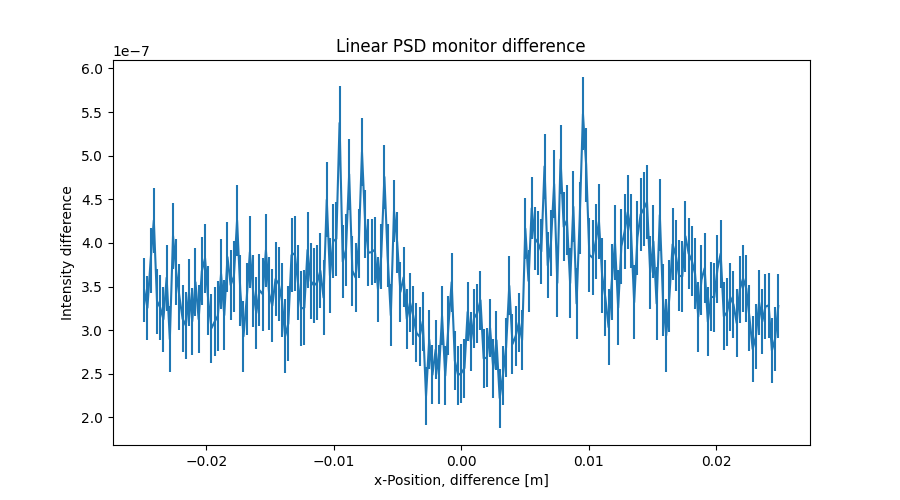 Linear PSD monitor difference
1e−7
6.0
5.5
5.0
4.5
4.0
3.5
3.0
2.5
2.0
Intensity difference
−0.02 −0.01 0.00 0.01 0.02
x-Position, difference [m]